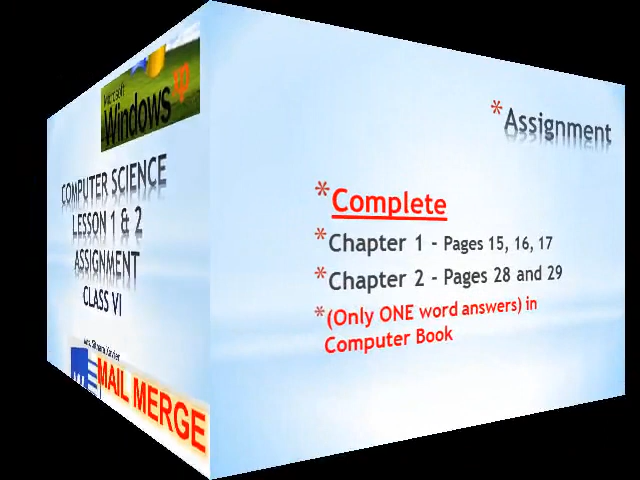 Microsoft
Windows xp
COMPUTER SCIENCE
LESSON 1 & 2
ASSIGNMENT
CLASS VI
MAIL MERGE
*Assignment
*Complete
*Chapter 1 - Pages 15, 16, 17
*Chapter 2 - Pages 28 and 29
*(Only ONE word answers) in
Computer Book